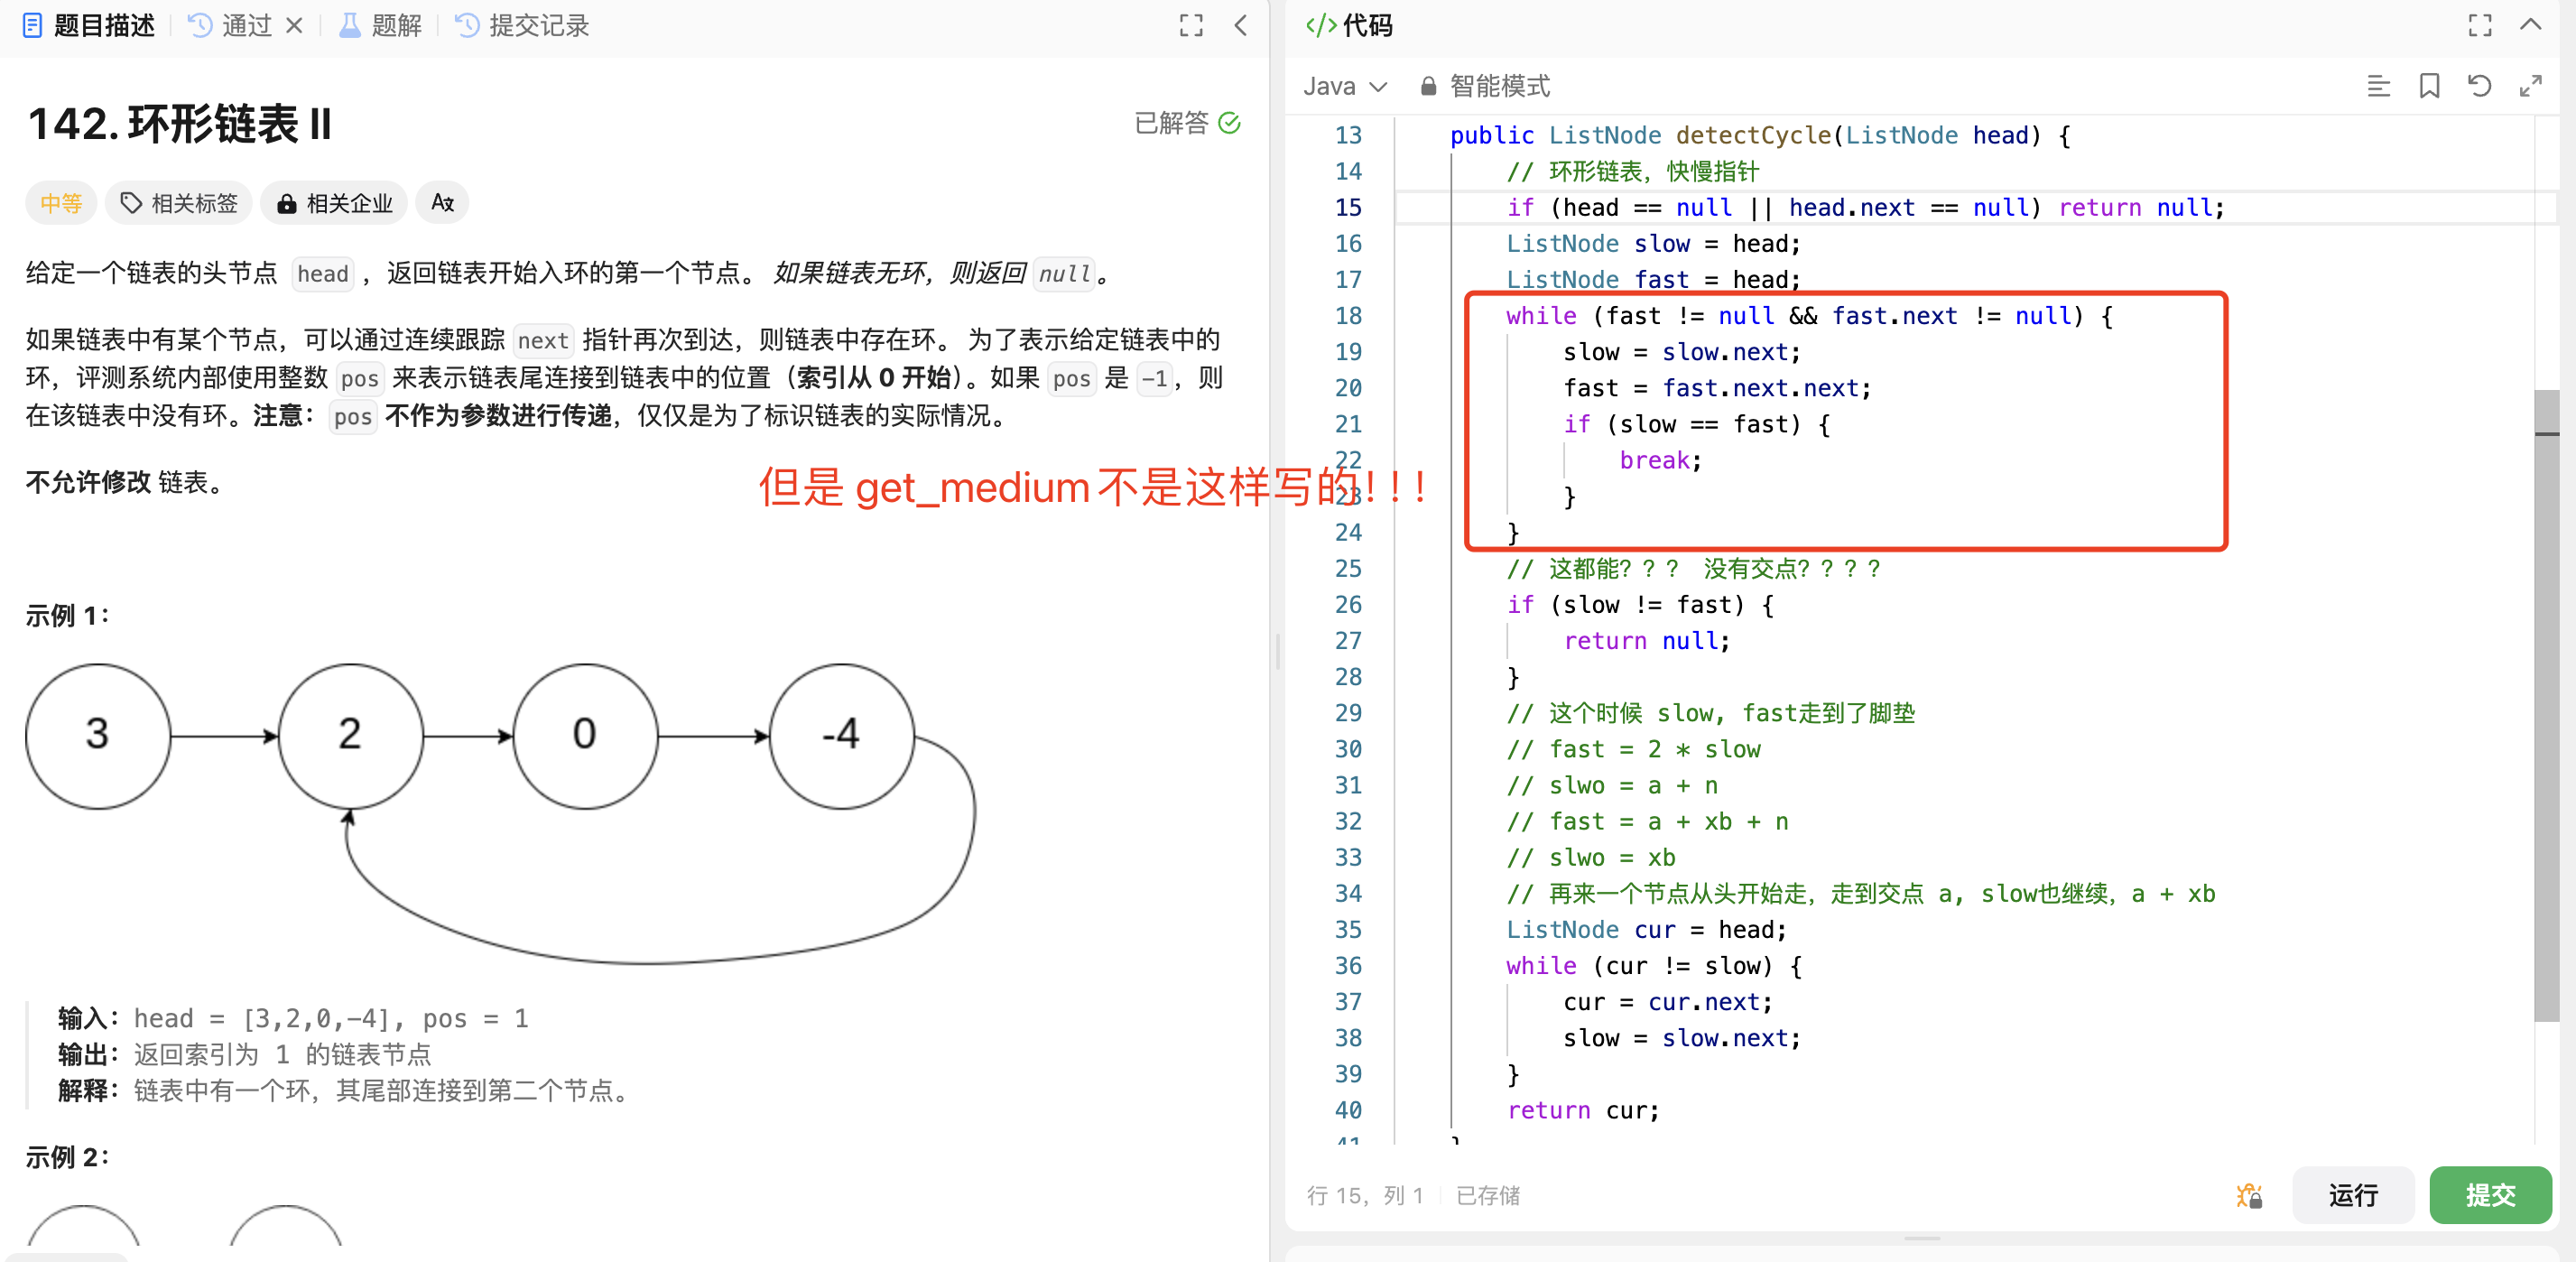 题目描述 通过 题解 提交记录
142. 环形链表 II
已解答
中等 相关标签 相关企业
给定一个链表的头节点 head ，返回链表开始入环的第一个节点。 如果链表无环，则返回 null。
如果链表中有某个节点，可以通过连续跟踪 next 指针再次到达，则链表中存在环。 为了表示给定链表中的
环，评测系统内部使用整数 pos 来表示链表尾连接到链表中的位置（索引从 0 开始）。如果 pos 是 -1，则
在该链表中没有环。注意：pos 不作为参数进行传递，仅仅是为了标识链表的实际情况。
不允许修改 链表。
但是 get_medium 不是这样写的！！！
示例 1：
3 2 0 -4
输入：head = [3,2,0,-4], pos = 1
输出：返回索引为 1 的链表节点
解释：链表中有一个环，其尾部连接到第二个节点。
示例 2：
</> 代码
Java 智能模式
13 public ListNode detectCycle(ListNode head) {
14 // 环形链表，快慢指针
15 if (head == null || head.next == null) return null;
16 ListNode slow = head;
17 ListNode fast = head;
18 while (fast != null && fast.next != null) {
19 slow = slow.next;
20 fast = fast.next.next;
21 if (slow == fast) {
22 break;
23 }
24 }
25 // 这都能？？？ 没有交点？？？？
26 if (slow != fast) {
27 return null;
28 }
29 // 这个时候 slow, fast走到了脚垫
30 // fast = 2 * slow
31 // slwo = a + n
32 // fast = a + xb + n
33 // slwo = xb
34 // 再来一个节点从头开始走，走到交点 a, slow也继续，a + xb
35 ListNode cur = head;
36 while (cur != slow) {
37 cur = cur.next;
38 slow = slow.next;
39 }
40 return cur;
41 }
行 15，列 1 已存储
运行 提交